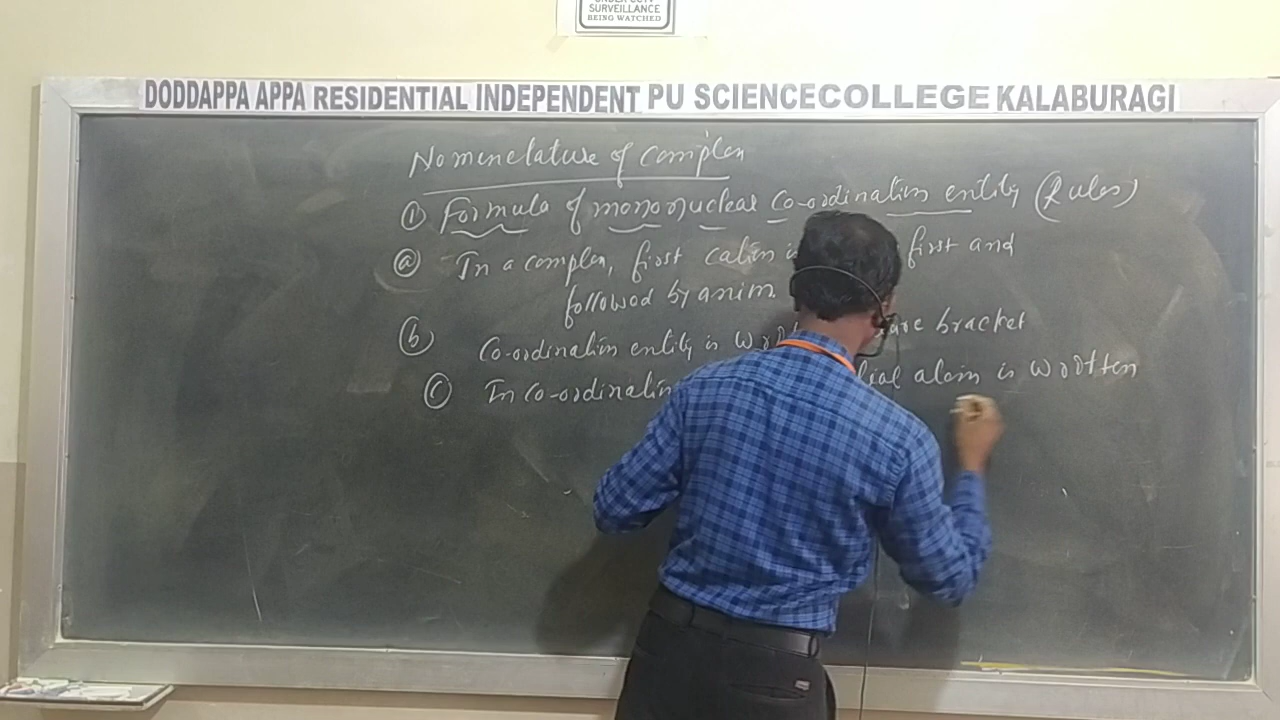 SURVEILLANCE
BEING WATCHED
DODDAPPA APPA RESIDENTIAL INDEPENDENT PU SCIENCECOLLEGE KALABURAGI
Nomenclature of Complex
① Formula of mononuclear Co-ordination entity (Rules)
ⓐ In a complex, first cation is first and
followed by anion.
ⓑ Co-ordination entity is bracket
ⓒ In co-ordination atom is written